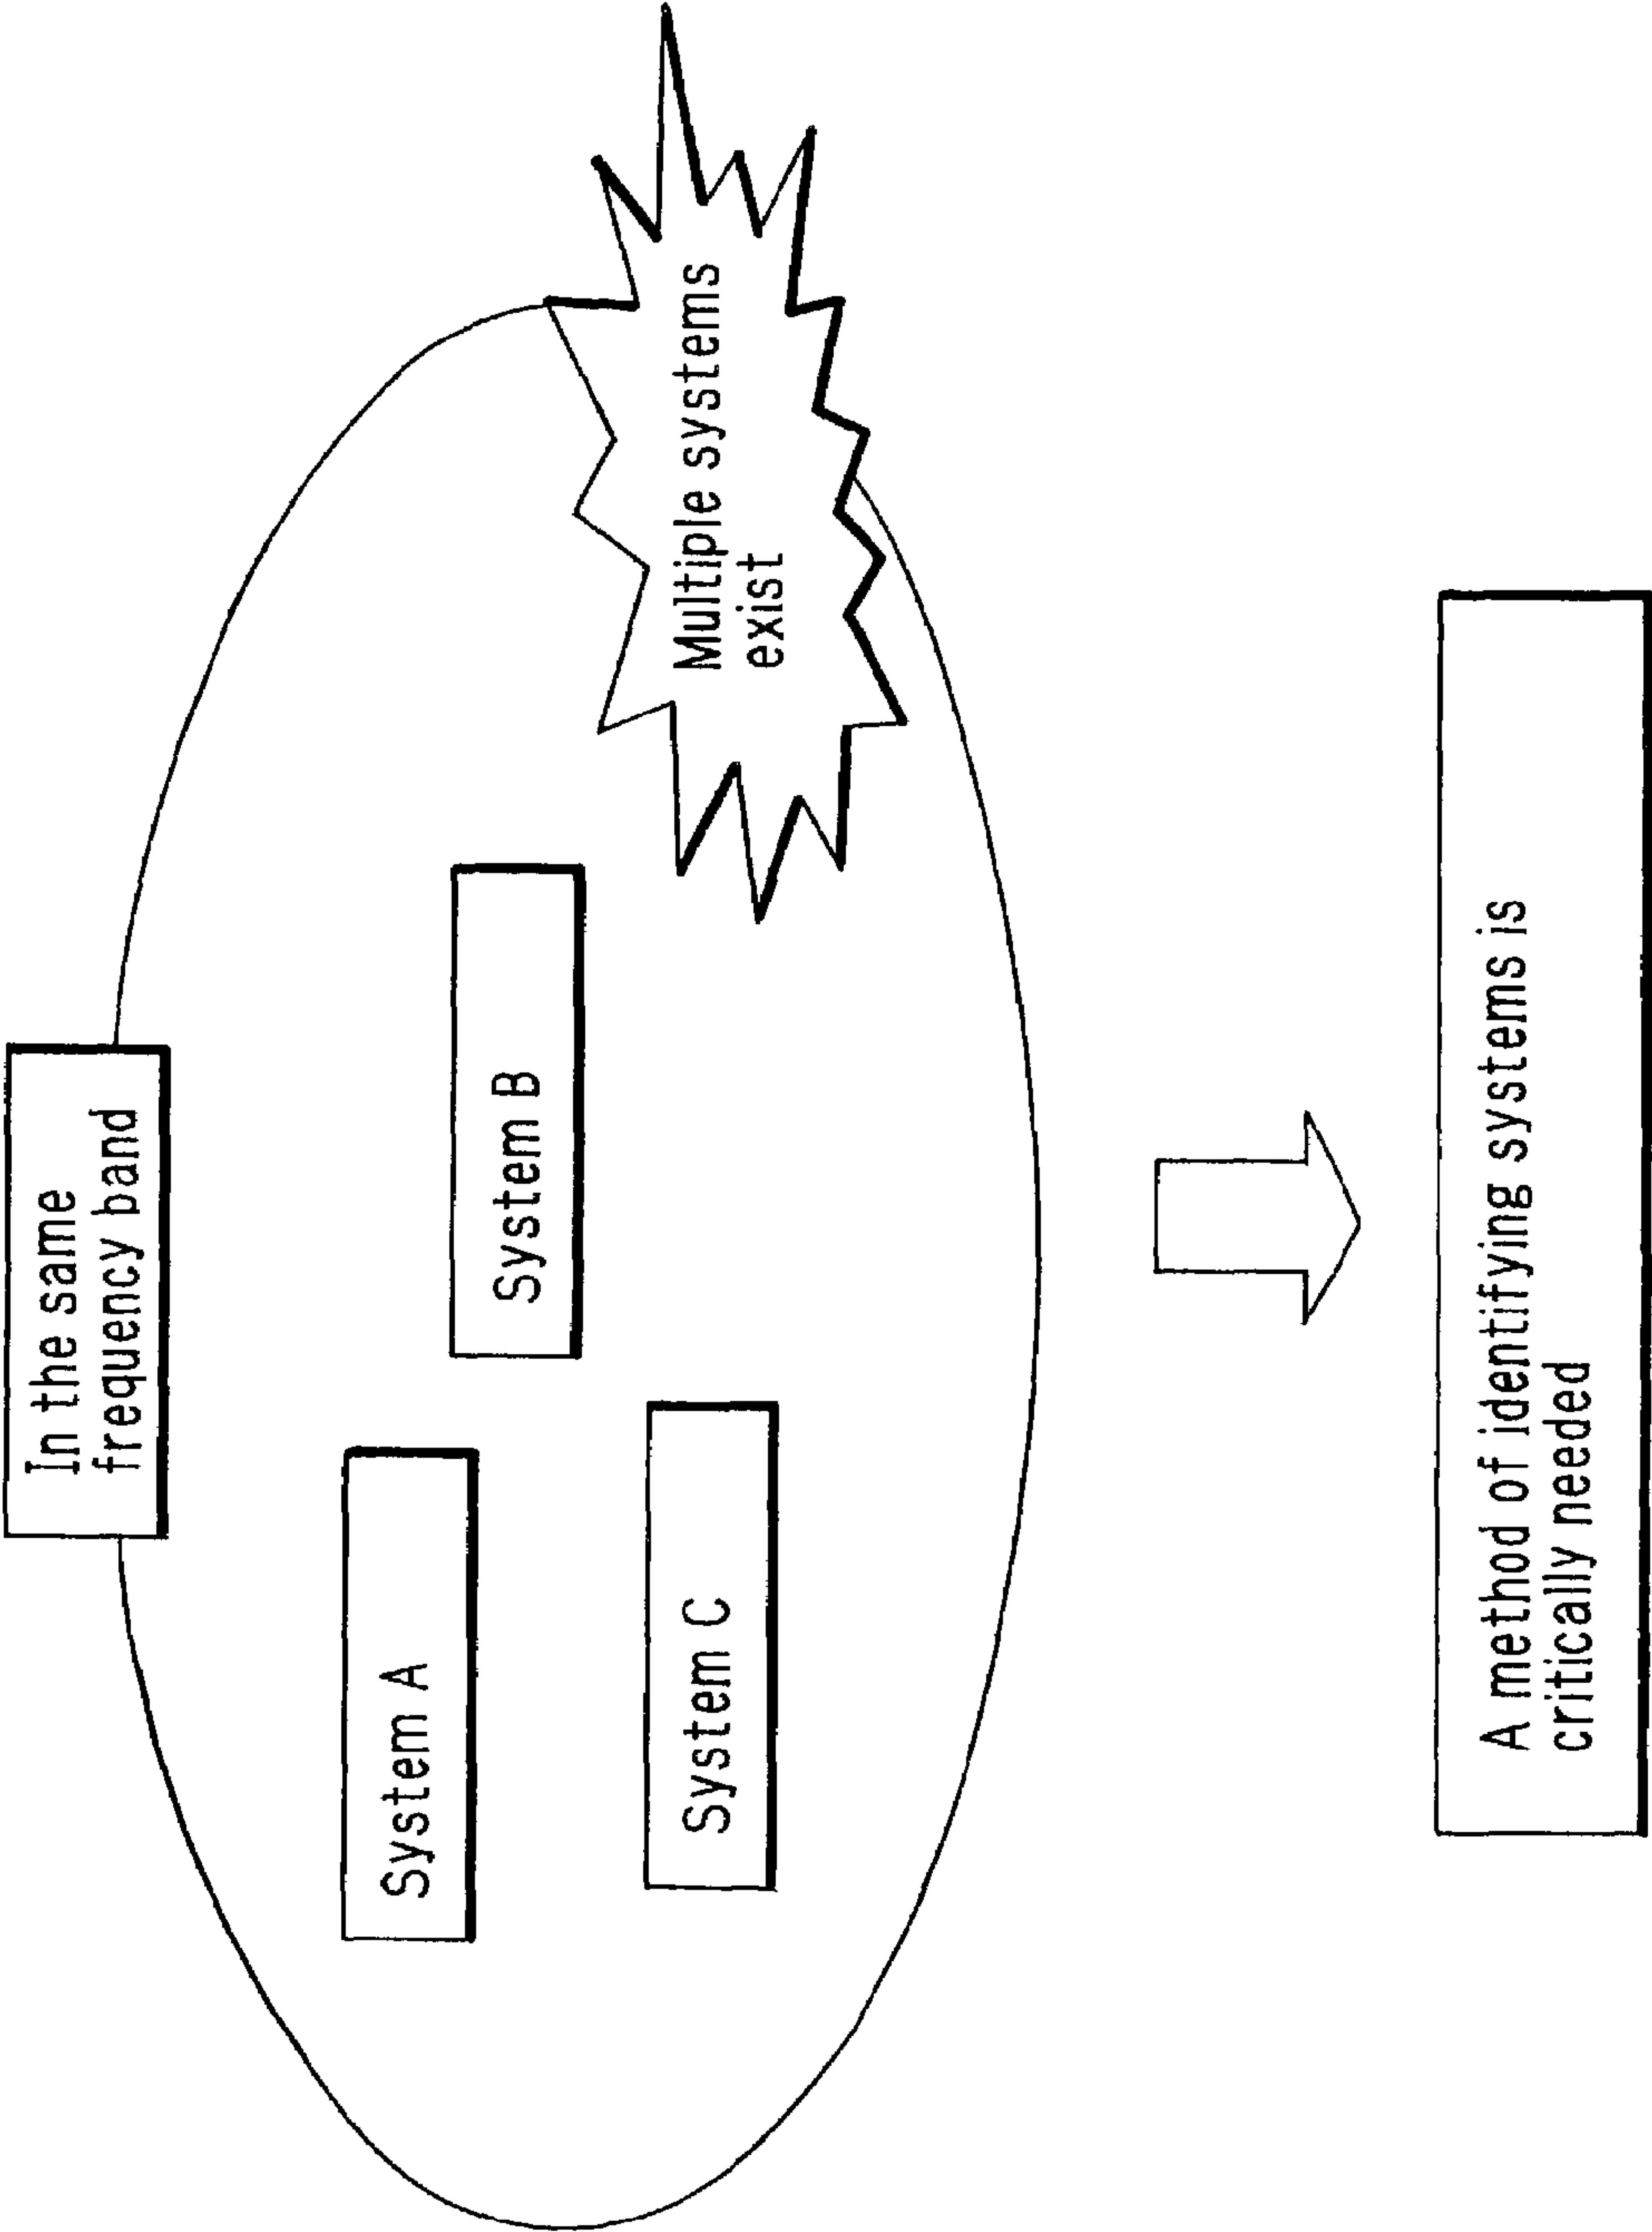 In the same
frequency band
System A
System B
System C
Multiple systems
exist
A method of identifying systems is
critically needed